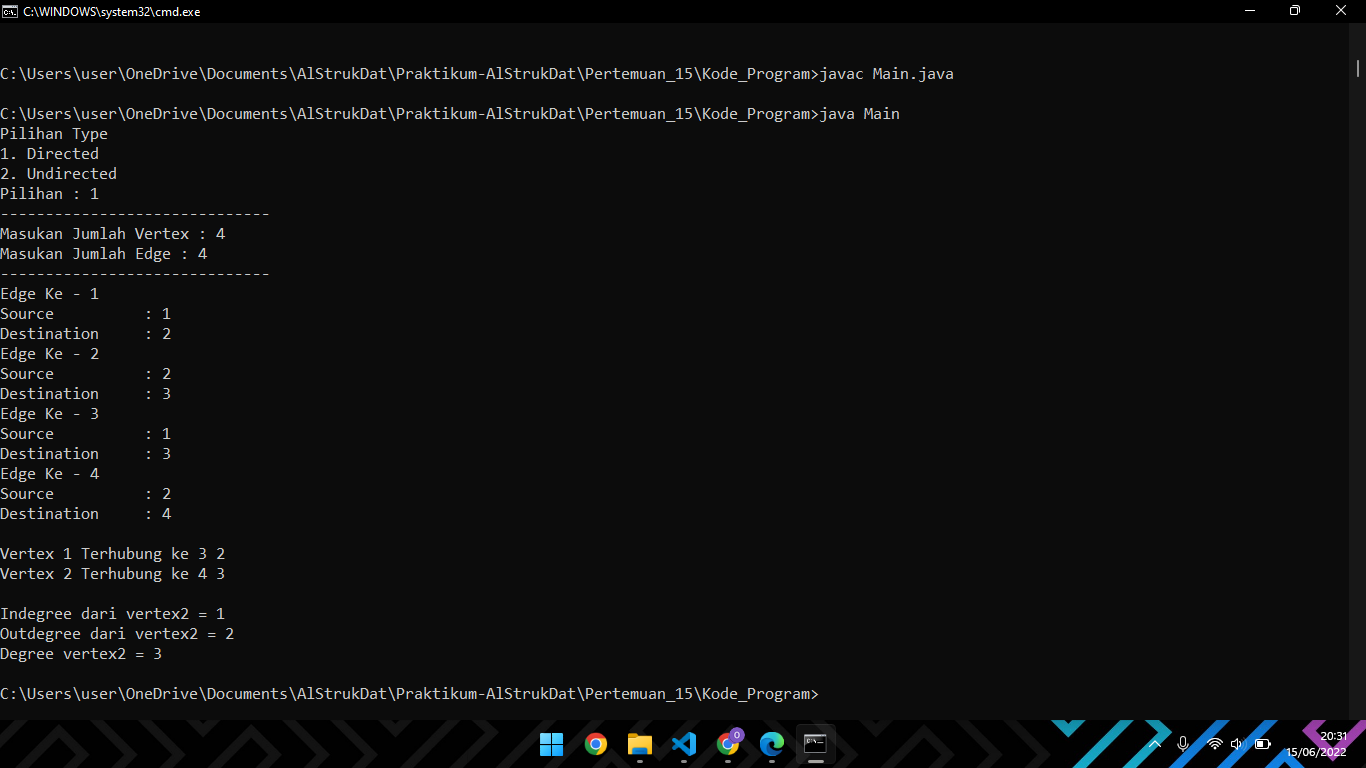 C:\WINDOWS\system32\cmd.exe
C:\Users\user\OneDrive\Documents\AlStrukDat\Praktikum-AlStrukDat\Pertemuan_15\Kode_Program>javac Main.java
C:\Users\user\OneDrive\Documents\AlStrukDat\Praktikum-AlStrukDat\Pertemuan_15\Kode_Program>java Main
Pilihan Type
1. Directed
2. Undirected
Pilihan : 1
------------------------------
Masukan Jumlah Vertex : 4
Masukan Jumlah Edge : 4
------------------------------
Edge Ke - 1
Source          : 1
Destination     : 2
Edge Ke - 2
Source          : 2
Destination     : 3
Edge Ke - 3
Source          : 1
Destination     : 3
Edge Ke - 4
Source          : 2
Destination     : 4
Vertex 1 Terhubung ke 3 2
Vertex 2 Terhubung ke 4 3
Indegree dari vertex2 = 1
Outdegree dari vertex2 = 2
Degree vertex2 = 3
C:\Users\user\OneDrive\Documents\AlStrukDat\Praktikum-AlStrukDat\Pertemuan_15\Kode_Program>
20:31
15/06/2022